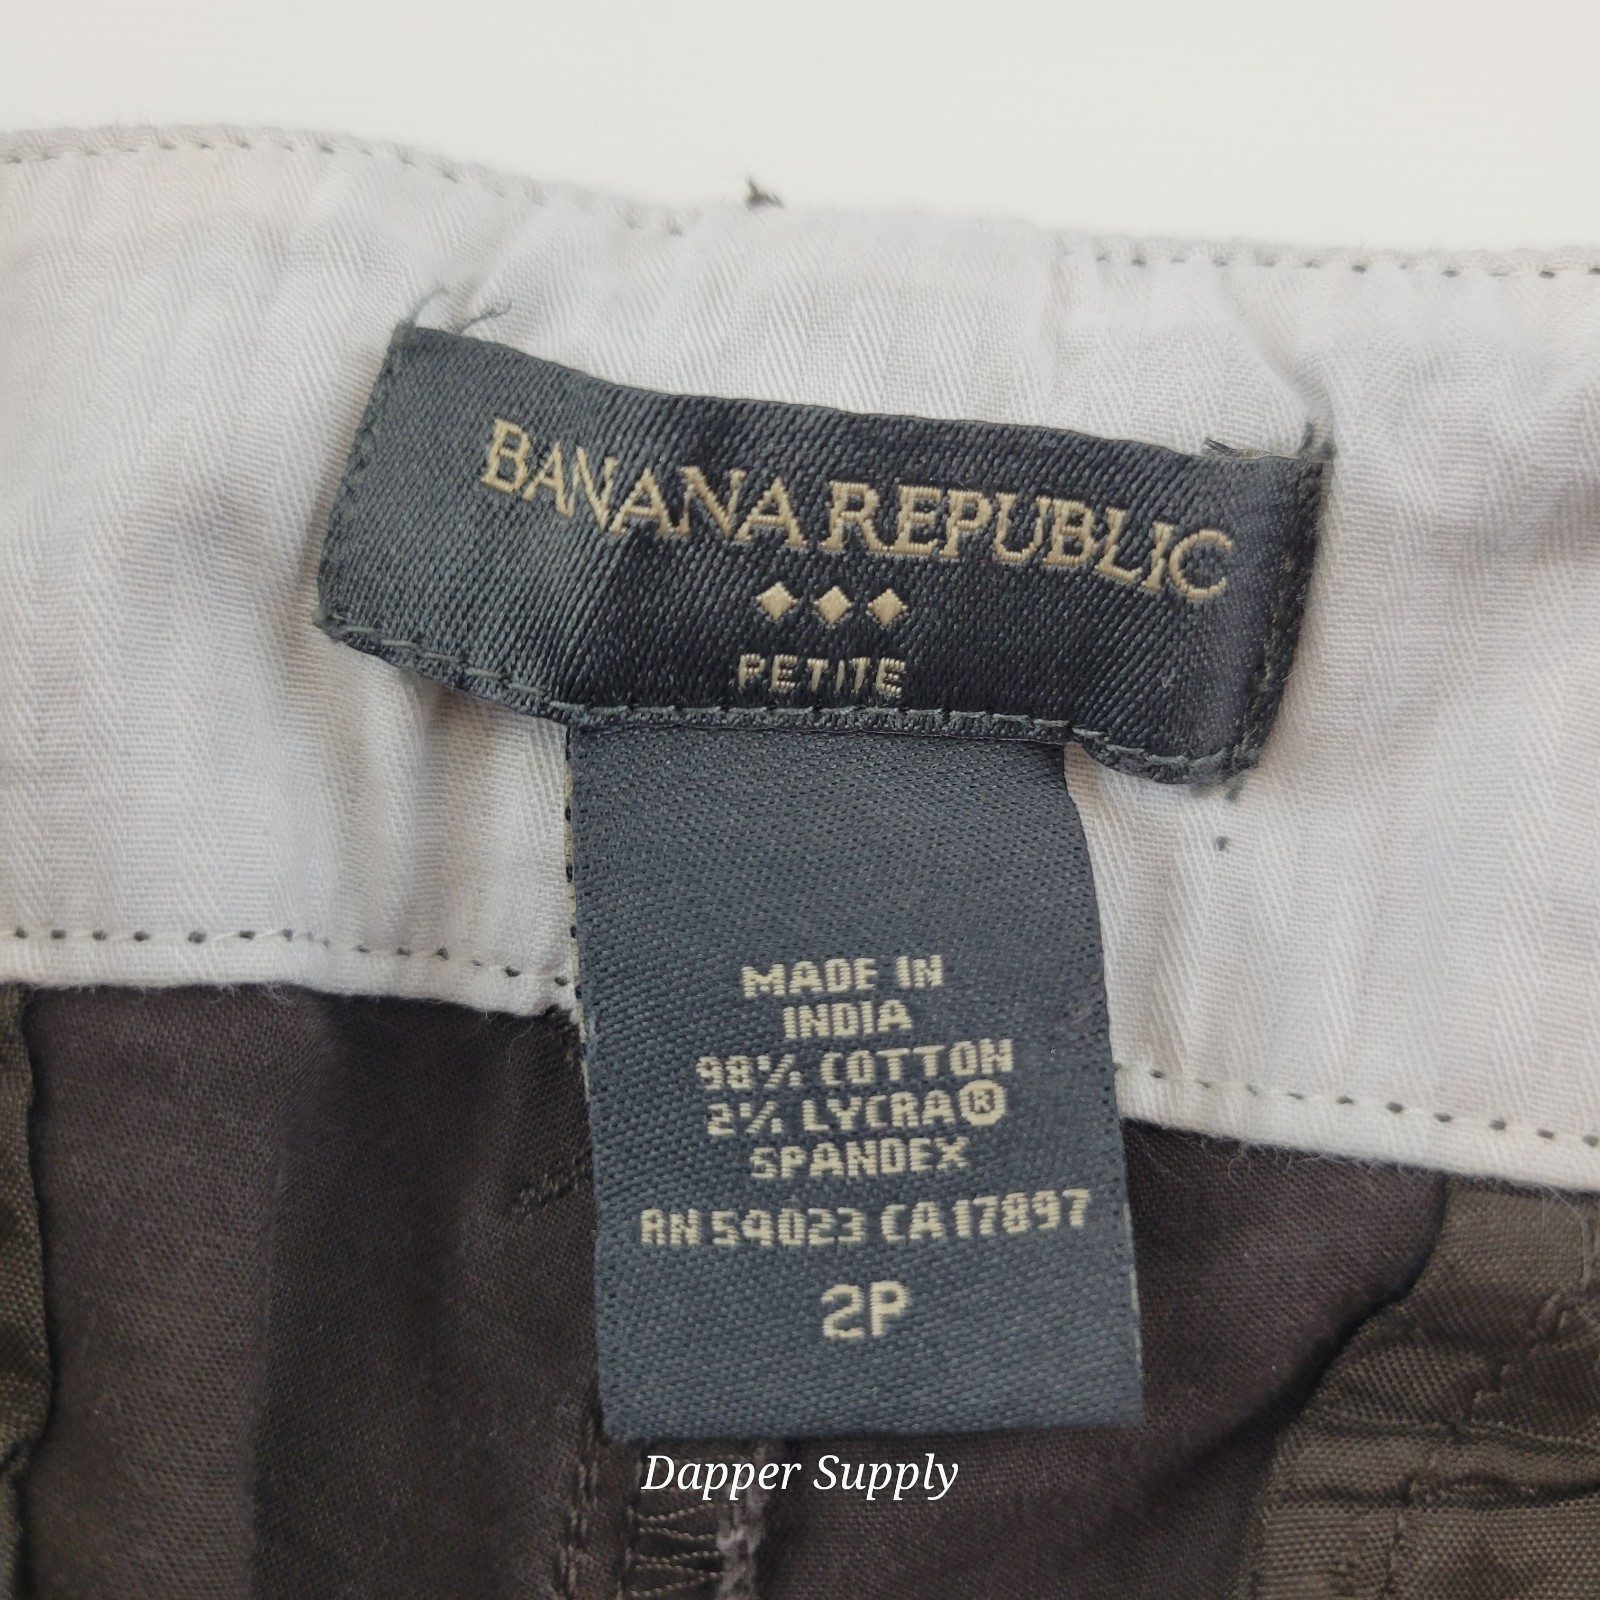 BANANA REPUBLIC
PETITE
MADE IN
INDIA
98% COTTON
2% LYCRA®
SPANDEX
RN 54023 CA 17897
2P
Dapper Supply